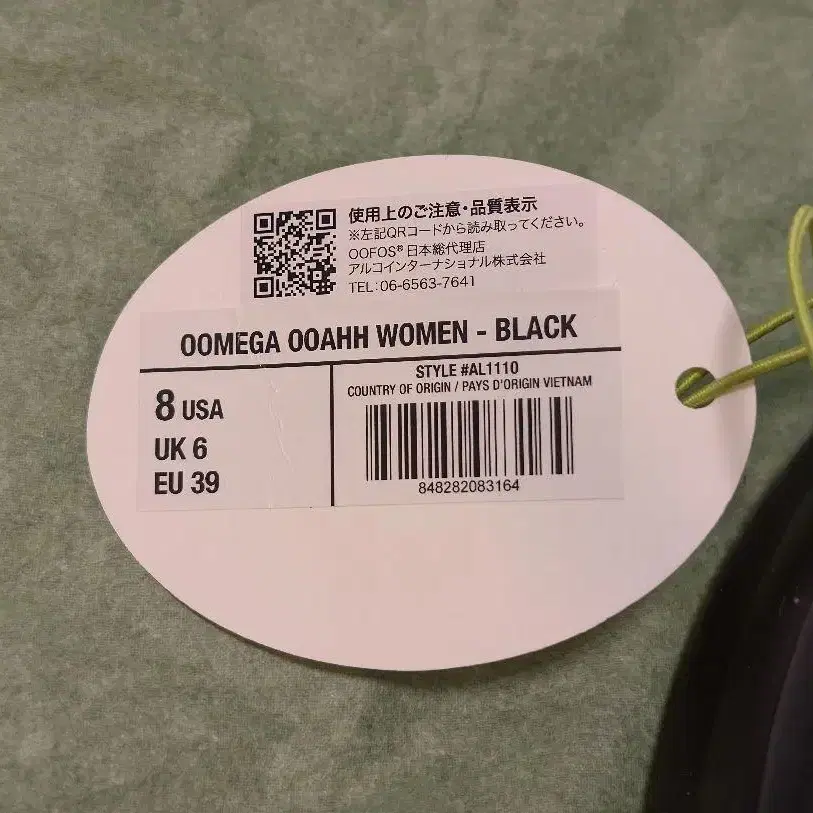 使用上のご注意・品質表示
※左記QRコードから読み取ってください。
OOFOS® 日本総代理店
アルコインターナショナル株式会社
TEL:06-6563-7641
OOMEGA OOAHH WOMEN - BLACK
8 USA
UK 6
EU 39
STYLE #AL1110
COUNTRY OF ORIGIN / PAYS D'ORIGIN VIETNAM
848282083164